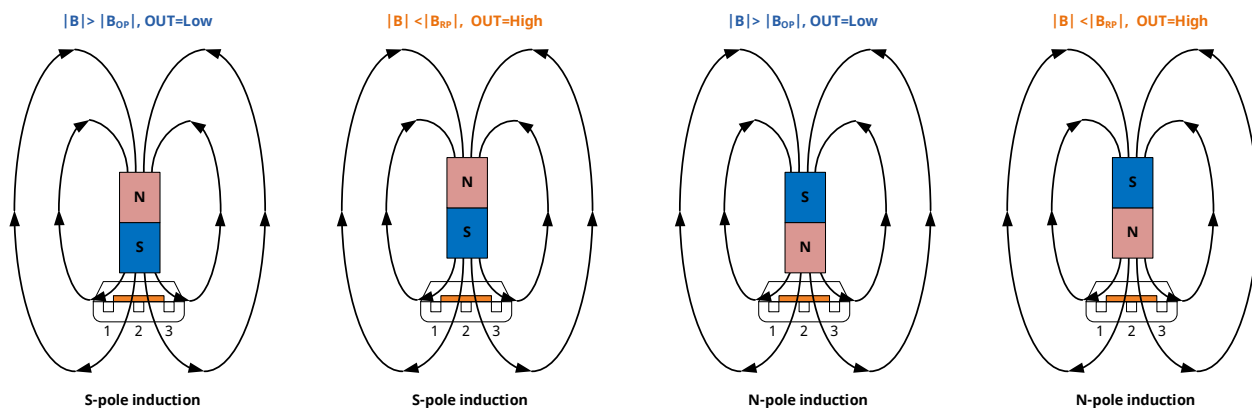 |B|> |BOP|, OUT=Low
|B| <|BRP|, OUT=High
|B|> |BOP|, OUT=Low
|B| <|BRP|, OUT=High
N
S
1 2 3
N
S
1 2 3
S
N
1 2 3
S
N
1 2 3
S-pole induction
S-pole induction
N-pole induction
N-pole induction